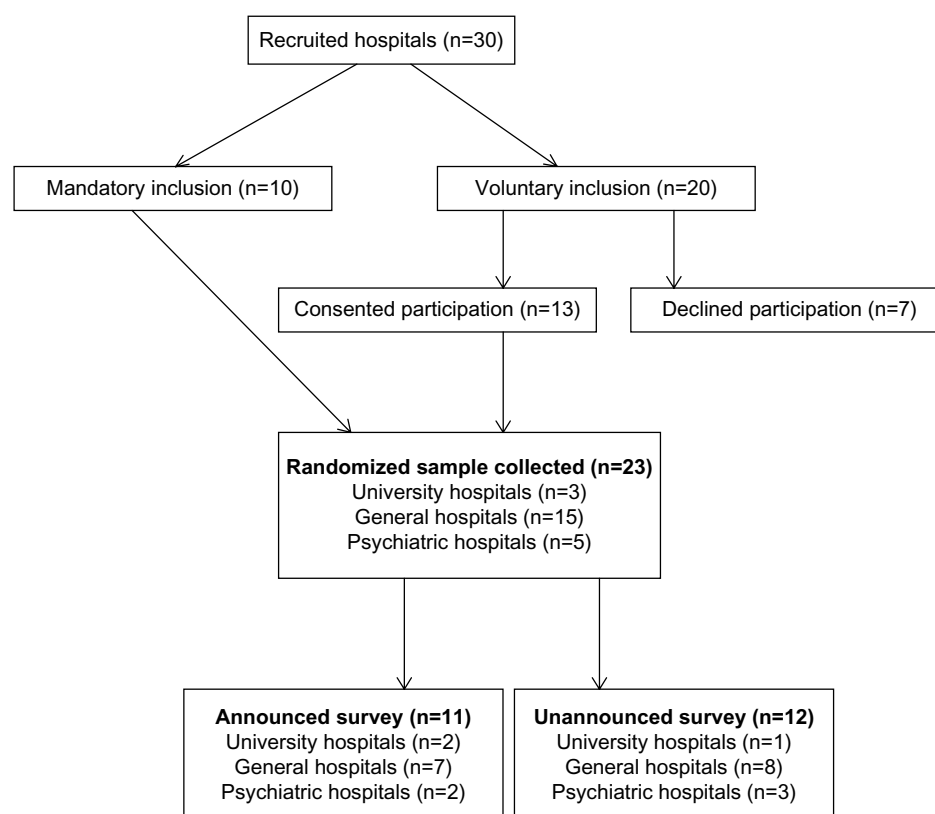 Recruited hospitals (n=30)
Mandatory inclusion (n=10)
Voluntary inclusion (n=20)
Consented participation (n=13)
Declined participation (n=7)
Randomized sample collected (n=23)
University hospitals (n=3)
General hospitals (n=15)
Psychiatric hospitals (n=5)
Announced survey (n=11)
University hospitals (n=2)
General hospitals (n=7)
Psychiatric hospitals (n=2)
Unannounced survey (n=12)
University hospitals (n=1)
General hospitals (n=8)
Psychiatric hospitals (n=3)